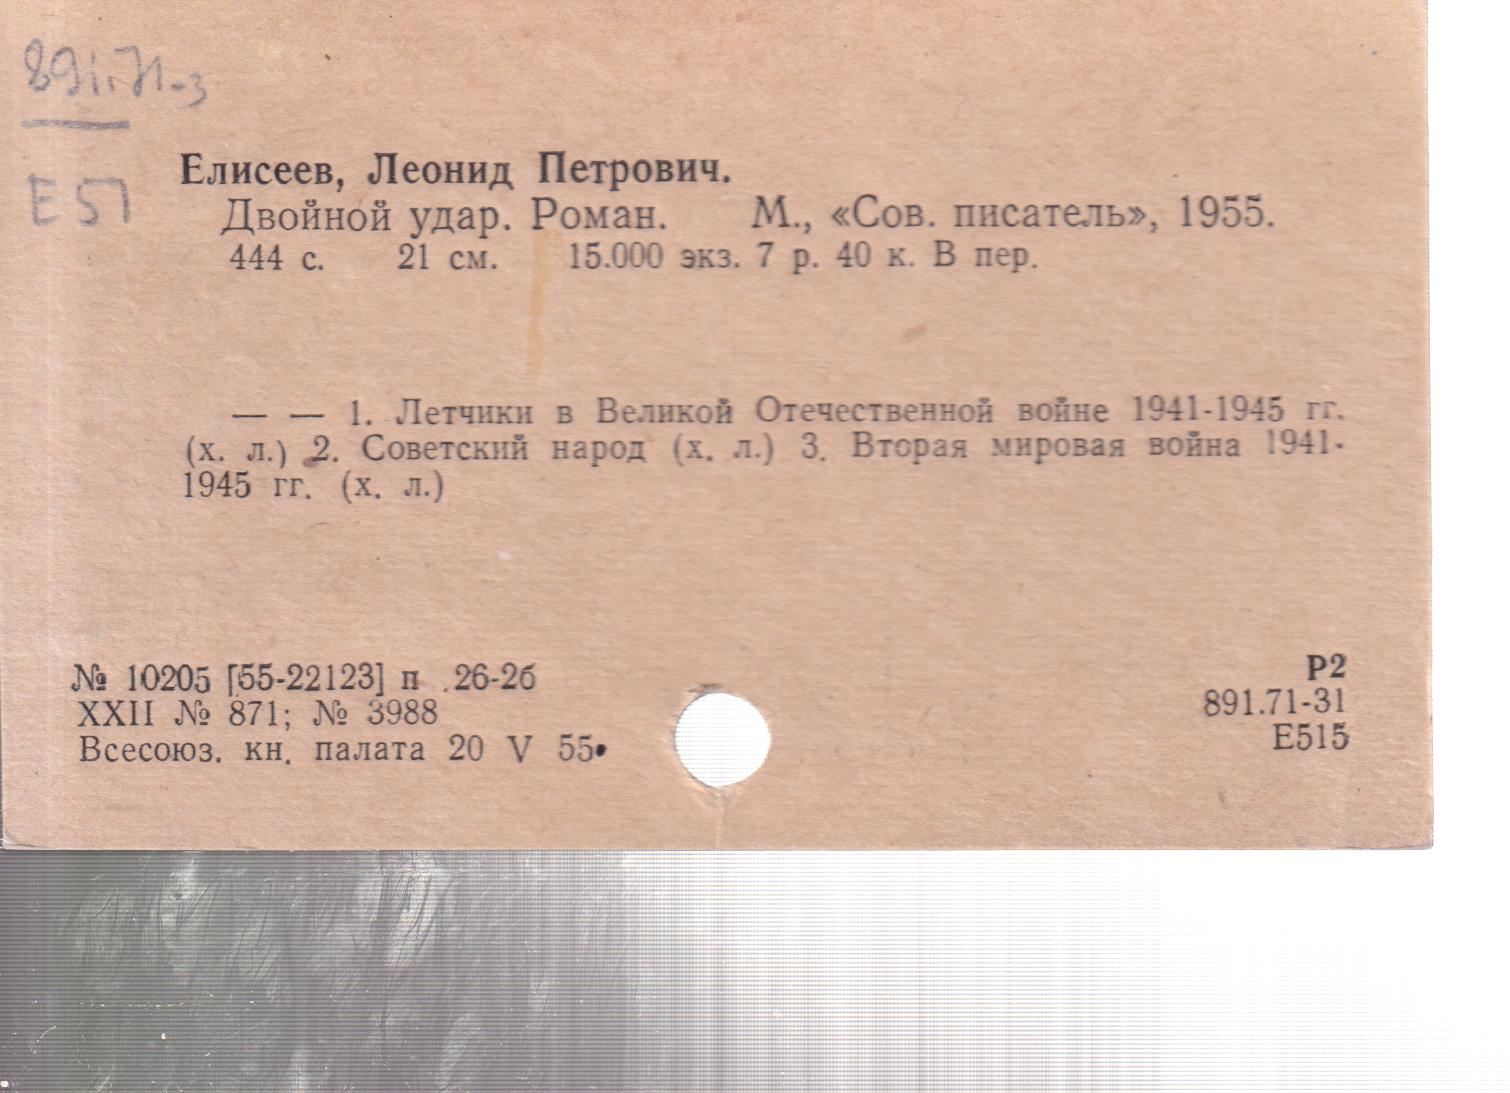 891.71-3
Е 51
Елисеев, Леонид Петрович.
Двойной удар. Роман. М., «Сов. писатель», 1955.
444 с. 21 см. 15.000 экз. 7 р. 40 к. В пер.
— — 1. Летчики в Великой Отечественной войне 1941-1945 гг.
(х. л.) 2. Советский народ (х. л.) 3. Вторая мировая война 1941-
1945 гг. (х. л.)
№ 10205 [55-22123] п 26-2б
XXII № 871; № 3988
Всесоюз. кн. палата 20 V 55.
Р2
891.71-31
Е515